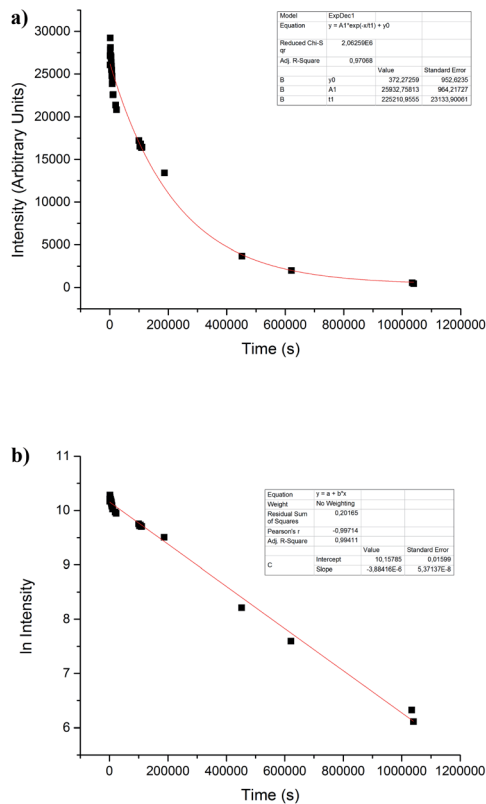 a)
Model ExpDec1
Equation y = A1*exp(-x/t1) + y0
Reduced Chi-S
qr 2,06259E6
Adj. R-Square 0,97068
Value Standard Error
B y0 372,27259 952,6235
B A1 25932,75813 964,21727
B t1 225210,9555 23133,90061
30000
25000
20000
15000
10000
5000
0
Intensity (Arbitrary Units)
0 200000 400000 600000 800000 1000000 1200000
Time (s)
b)
Equation y = a + b*x
Weight No Weighting
Residual Sum
of Squares 0,20165
Pearson's r -0,99714
Adj. R-Square 0,99411
Value Standard Error
C Intercept 10,15785 0,01599
Slope -3,88416E-6 5,37137E-8
11
10
9
8
7
6
ln Intensity
0 200000 400000 600000 800000 1000000 1200000
Time (s)